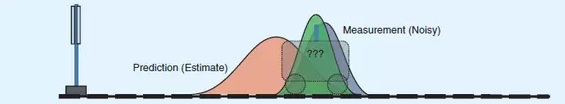 Measurement (Noisy)
???
Prediction (Estimate)